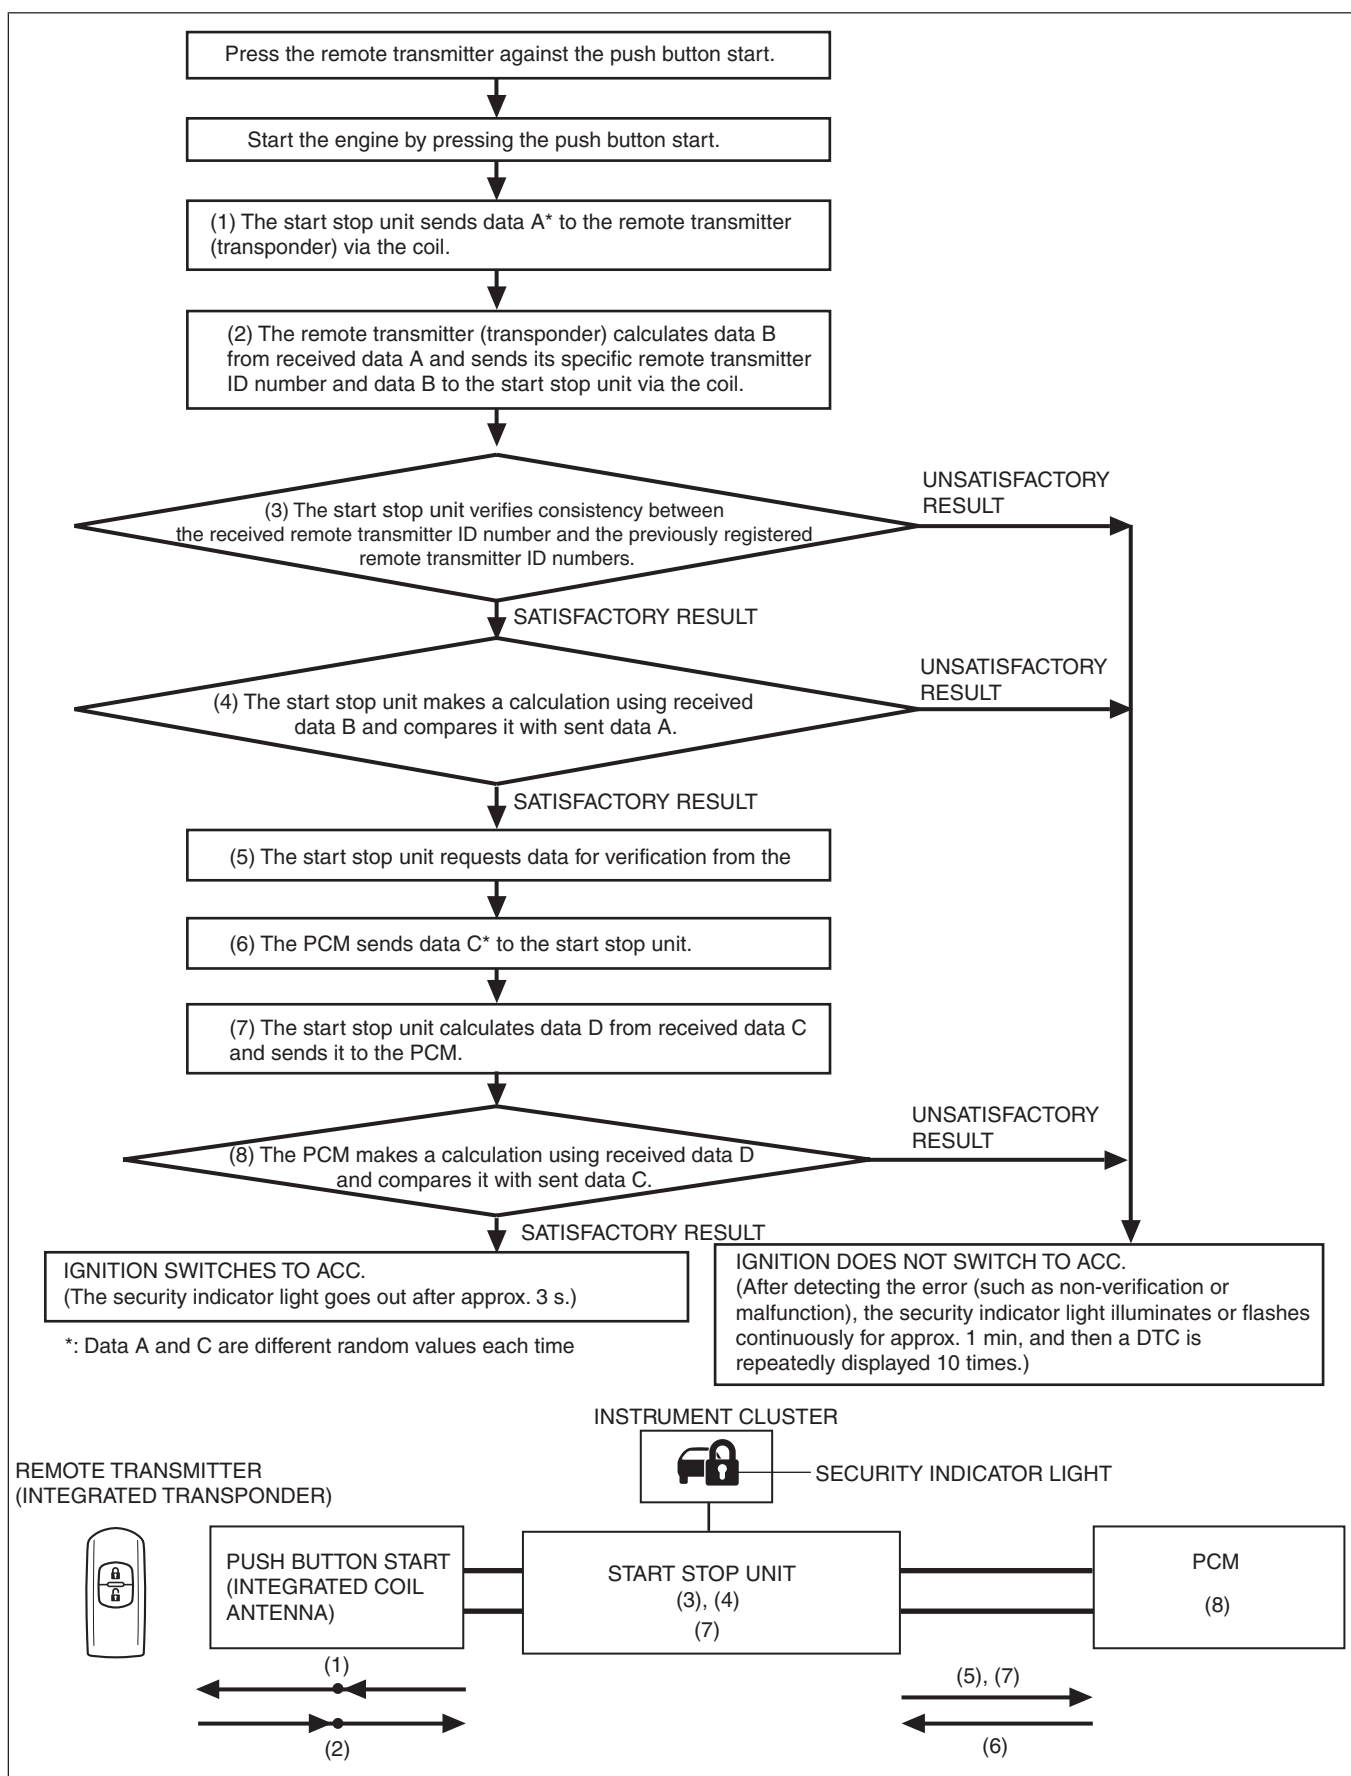 Press the remote transmitter against the push button start.
Start the engine by pressing the push button start.
(1) The start stop unit sends data A* to the remote transmitter
(transponder) via the coil.
(2) The remote transmitter (transponder) calculates data B
from received data A and sends its specific remote transmitter
ID number and data B to the start stop unit via the coil.
(3) The start stop unit verifies consistency between
the received remote transmitter ID number and the previously registered
remote transmitter ID numbers.
UNSATISFACTORY
RESULT
SATISFACTORY RESULT
(4) The start stop unit makes a calculation using received
data B and compares it with sent data A.
UNSATISFACTORY
RESULT
SATISFACTORY RESULT
(5) The start stop unit requests data for verification from the
(6) The PCM sends data C* to the start stop unit.
(7) The start stop unit calculates data D from received data C
and sends it to the PCM.
(8) The PCM makes a calculation using received data D
and compares it with sent data C.
UNSATISFACTORY
RESULT
SATISFACTORY RESULT
IGNITION SWITCHES TO ACC.
(The security indicator light goes out after approx. 3 s.)
*: Data A and C are different random values each time
IGNITION DOES NOT SWITCH TO ACC.
(After detecting the error (such as non-verification or
malfunction), the security indicator light illuminates or flashes
continuously for approx. 1 min, and then a DTC is
repeatedly displayed 10 times.)
INSTRUMENT CLUSTER
SECURITY INDICATOR LIGHT
REMOTE TRANSMITTER
(INTEGRATED TRANSPONDER)
PUSH BUTTON START
(INTEGRATED COIL
ANTENNA)
START STOP UNIT
(3), (4)
(7)
PCM
(8)
(1)
(2)
(5), (7)
(6)